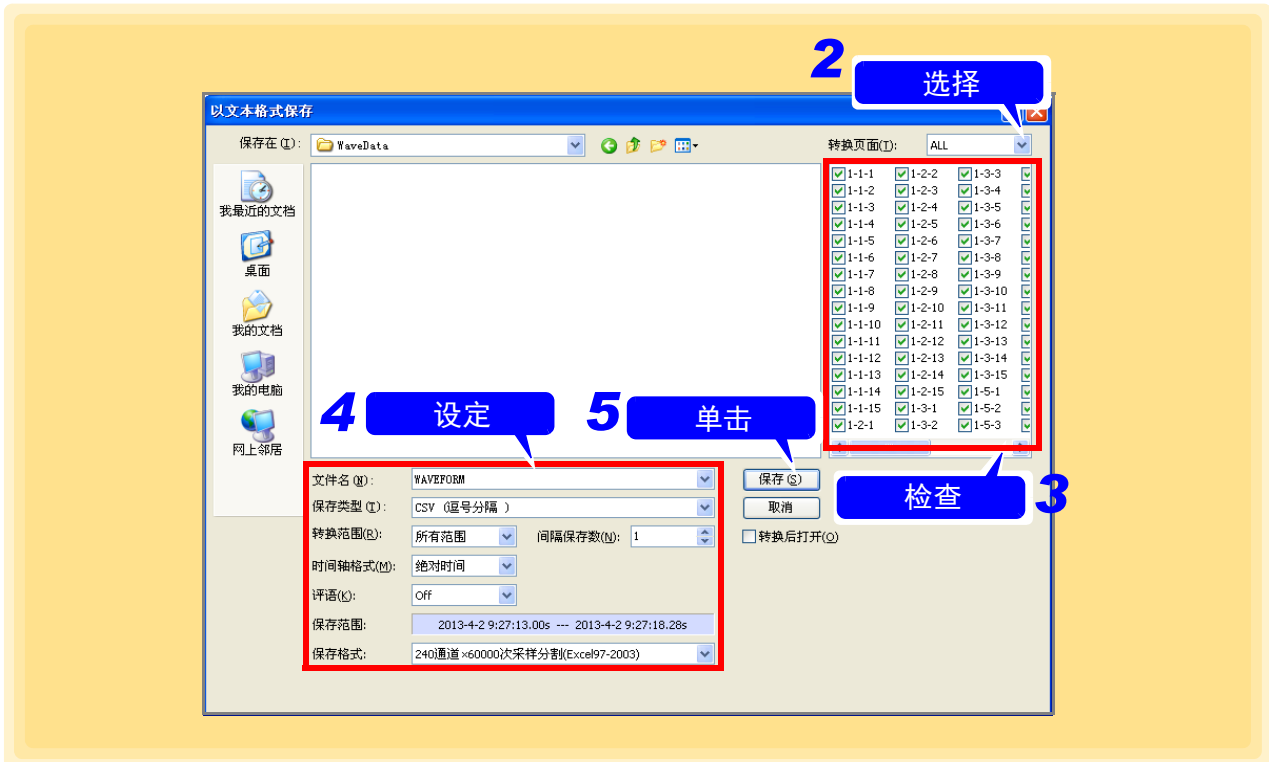 2
选择
以文本格式保存
保存在(I):
WaveData
转换页面(T):
ALL
我最近的文档
桌面
我的文档
我的电脑
网上邻居
1-1-1 1-2-2 1-3-3
1-1-2 1-2-3 1-3-4
1-1-3 1-2-4 1-3-5
1-1-4 1-2-5 1-3-6
1-1-5 1-2-6 1-3-7
1-1-6 1-2-7 1-3-8
1-1-7 1-2-8 1-3-9
1-1-8 1-2-9 1-3-10
1-1-9 1-2-10 1-3-11
1-1-10 1-2-11 1-3-12
1-1-11 1-2-12 1-3-13
1-1-12 1-2-13 1-3-14
1-1-13 1-2-14 1-3-15
1-1-14 1-2-15 1-5-1
1-1-15 1-3-1 1-5-2
1-2-1 1-3-2 1-5-3
4 设定
5 单击
文件名(N): WAVEFORM
保存类型(T): CSV (逗号分隔 )
转换范围(R): 所有范围 间隔保存数(N): 1
时间轴格式(M): 绝对时间
评语(K): Off
保存范围: 2013-4-2 9:27:13.00s --- 2013-4-2 9:27:18.28s
保存格式: 240通道×60000次采样分割(Excel97-2003)
保存(S)
取消
转换后打开(O)
检查 3